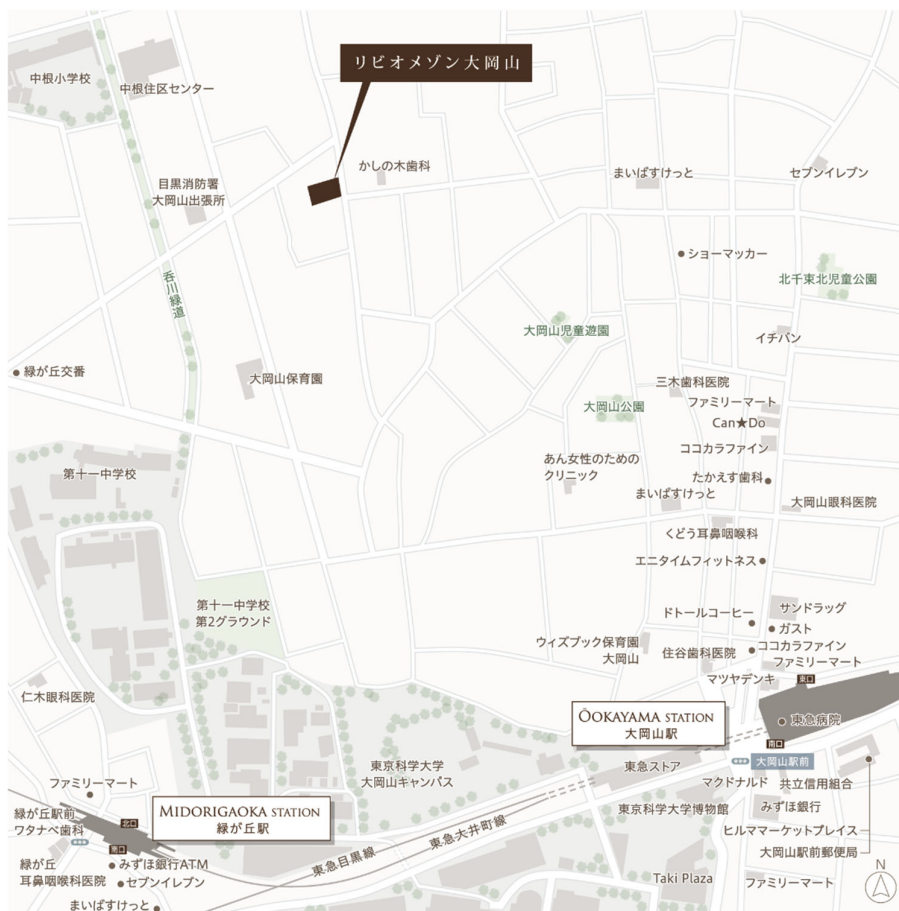 リビオメゾン大岡山
中根小学校
中根住区センター
かしの木歯科
まいばすけっと
セブンイレブン
目黒消防署
大岡山出張所
ショーマッカー
北千束北児童公園
呑川緑道
大岡山児童遊園
イチバン
緑が丘交番
大岡山保育園
三木歯科医院
ファミリーマート
大岡山公園
Can★Do
ココカラファイン
あん女性のための
クリニック
たかえす歯科
第十一中学校
まいばすけっと
大岡山眼科医院
くどう耳鼻咽喉科
エニタイムフィットネス
第十一中学校
第2グラウンド
ドトールコーヒー
サンドラッグ
ガスト
ウィズブック保育園
大岡山
住谷歯科医院
ココカラファイン
ファミリーマート
マツヤデンキ
東口
仁木眼科医院
ŌOKAYAMA STATION
大岡山駅
東急病院
南口
大岡山駅前
東京科学大学
大岡山キャンパス
東急ストア
マクドナルド
共立信用組合
ファミリーマート
MIDORIGAOKA STATION
緑が丘駅
東京科学大学博物館
みずほ銀行
緑が丘駅前
ワタナベ歯科
北口
南口
東急目黒線
東急大井町線
ヒルママーケットプレイス
大岡山駅前郵便局
緑が丘
耳鼻咽喉科医院
みずほ銀行ATM
セブンイレブン
まいばすけっと
Taki Plaza
ファミリーマート
N